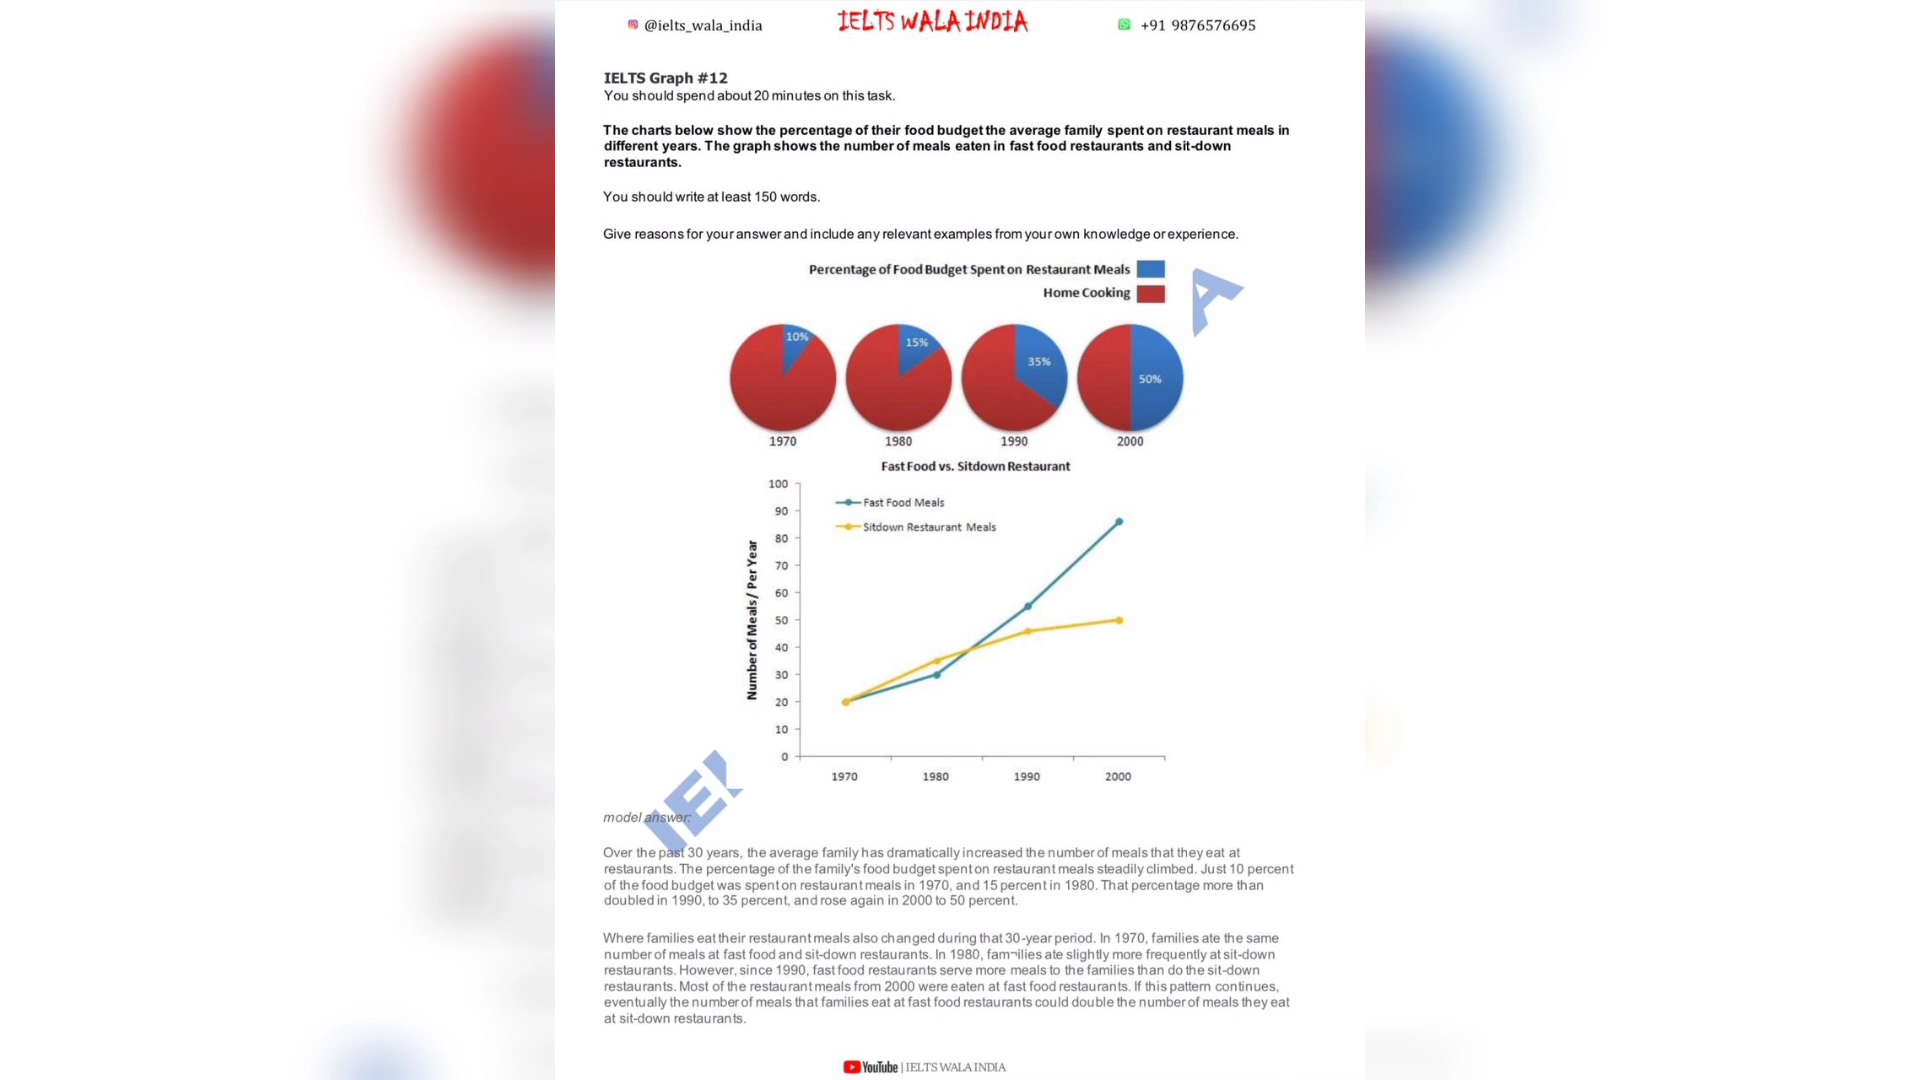 @ielts_wala_india
IELTS WALA INDIA
+91 9876576695
IELTS Graph #12
You should spend about 20 minutes on this task.
The charts below show the percentage of their food budget the average family spent on restaurant meals in
different years. The graph shows the number of meals eaten in fast food restaurants and sit-down
restaurants.
You should write at least 150 words.
Give reasons for your answer and include any relevant examples from your own knowledge or experience.
Percentage of Food Budget Spent on Restaurant Meals
Home Cooking
A
10%
15%
35%
50%
1970
1980
1990
2000
Fast Food vs. Sitdown Restaurant
Number of Meals / Per Year
100
90
80
70
60
50
40
30
20
10
0
Fast Food Meals
Sitdown Restaurant Meals
1970
1980
1990
2000
model answer:
Over the past 30 years, the average family has dramatically increased the number of meals that they eat at
restaurants. The percentage of the family's food budget spent on restaurant meals steadily climbed. Just 10 percent
of the food budget was spent on restaurant meals in 1970, and 15 percent in 1980. That percentage more than
doubled in 1990, to 35 percent, and rose again in 2000 to 50 percent.
Where families eat their restaurant meals also changed during that 30-year period. In 1970, families ate the same
number of meals at fast food and sit-down restaurants. In 1980, fam¬ilies ate slightly more frequently at sit-down
restaurants. However, since 1990, fast food restaurants serve more meals to the families than do the sit-down
restaurants. Most of the restaurant meals from 2000 were eaten at fast food restaurants. If this pattern continues,
eventually the number of meals that families eat at fast food restaurants could double the number of meals they eat
at sit-down restaurants.
YouTube | IELTS WALA INDIA